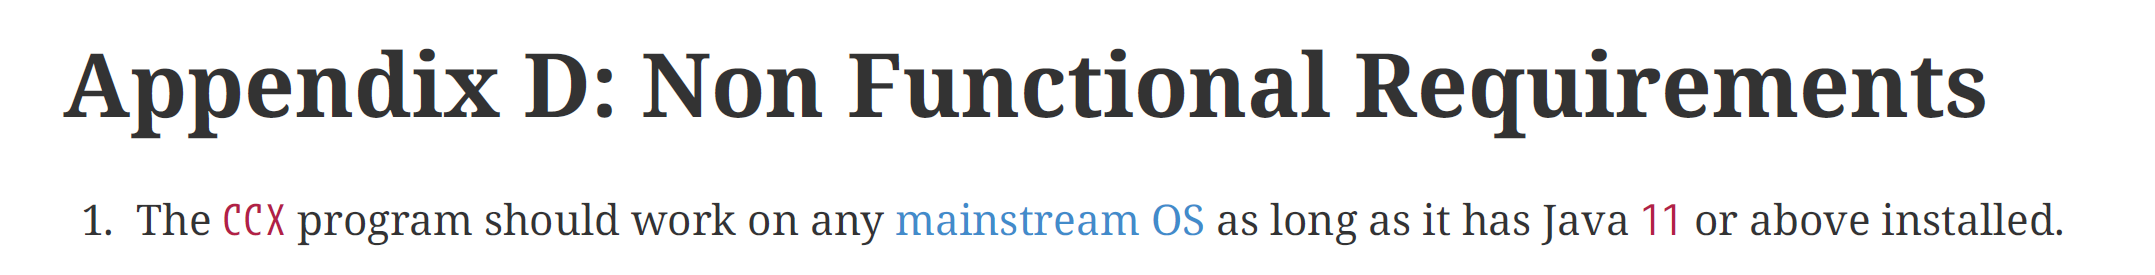 Appendix D: Non Functional Requirements
1. The CCX program should work on any mainstream OS as long as it has Java 11 or above installed.